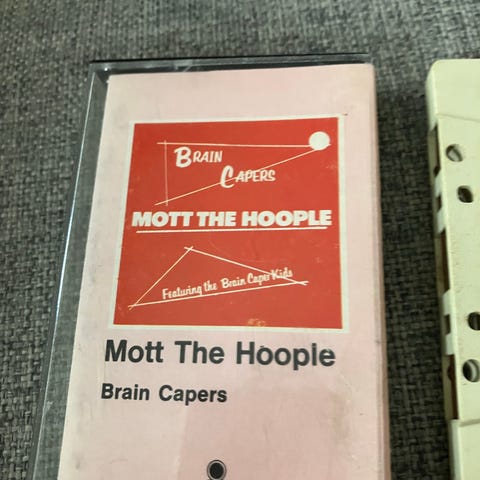 BRAIN
CAPERS
MOTT THE HOOPLE
Featuring the Brain Caper Kids
Mott The Hoople
Brain Capers